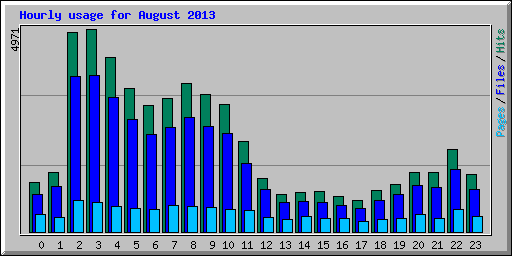 Hourly usage for August 2013
4971
Pages / Files / Hits
0 1 2 3 4 5 6 7 8 9 10 11 12 13 14 15 16 17 18 19 20 21 22 23